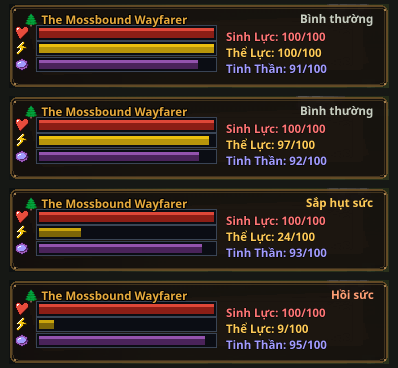 The Mossbound Wayfarer
Bình thường
Sinh Lực: 100/100
Thể Lực: 100/100
Tinh Thần: 91/100
The Mossbound Wayfarer
Bình thường
Sinh Lực: 100/100
Thể Lực: 97/100
Tinh Thần: 92/100
The Mossbound Wayfarer
Sắp hụt sức
Sinh Lực: 100/100
Thể Lực: 24/100
Tinh Thần: 93/100
The Mossbound Wayfarer
Hồi sức
Sinh Lực: 100/100
Thể Lực: 9/100
Tinh Thần: 95/100